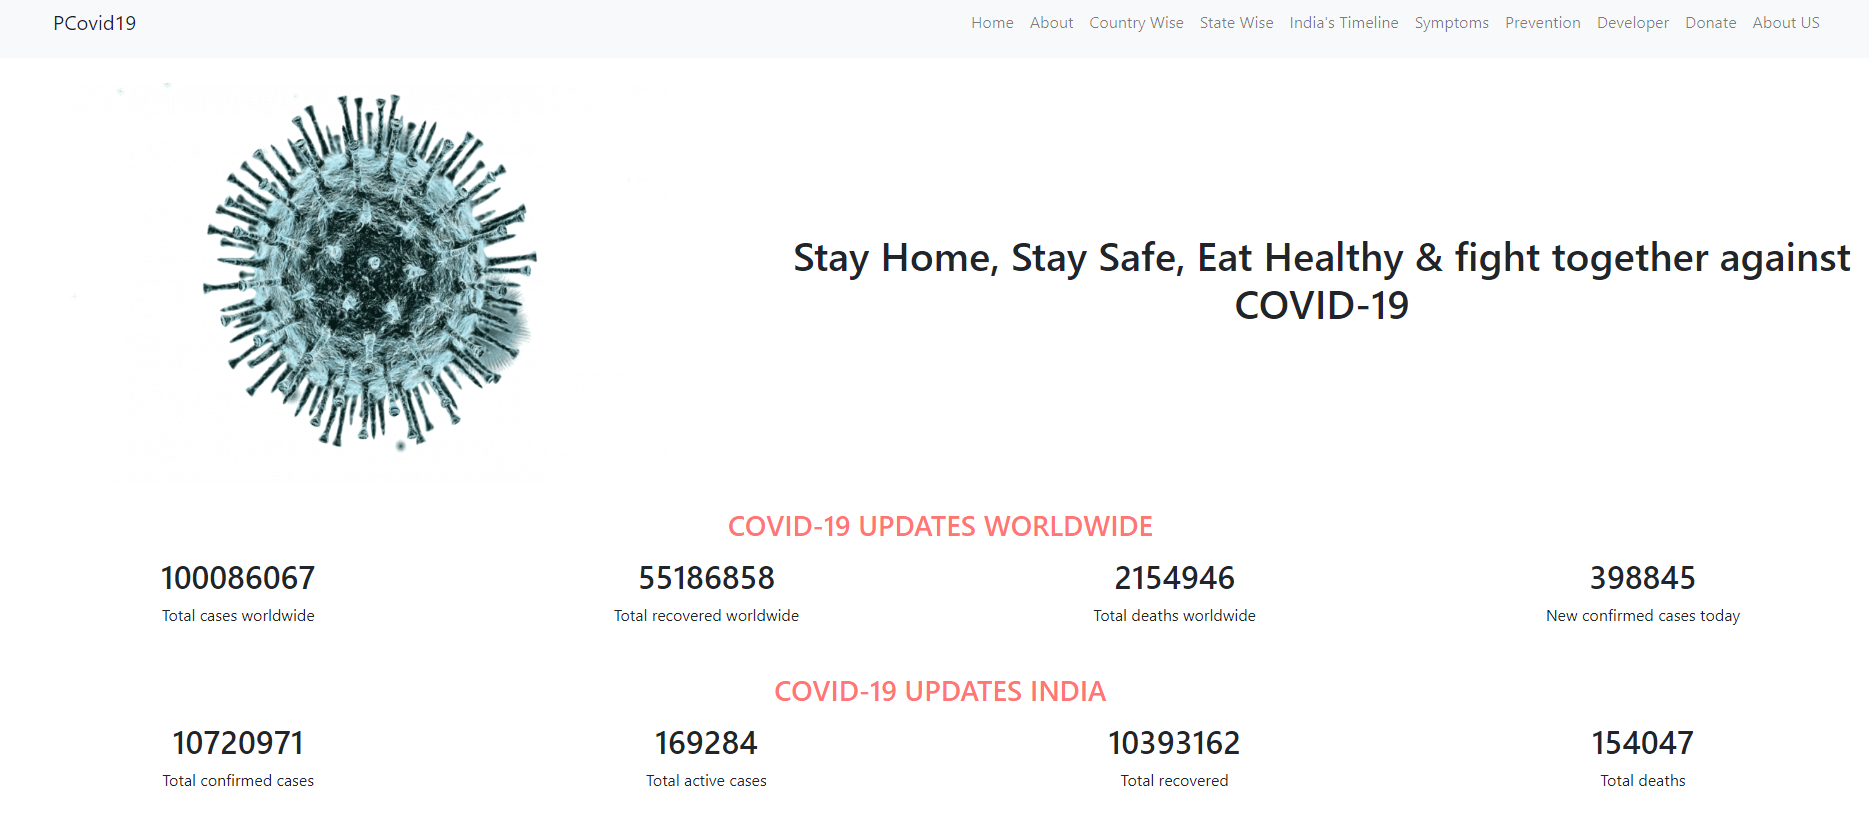 PCovid19 Home About Country Wise State Wise India's Timeline Symptoms Prevention Developer Donate About US
Stay Home, Stay Safe, Eat Healthy & fight together against
COVID-19
COVID-19 UPDATES WORLDWIDE
100086067 55186858 2154946 398845
Total cases worldwide Total recovered worldwide Total deaths worldwide New confirmed cases today
COVID-19 UPDATES INDIA
10720971 169284 10393162 154047
Total confirmed cases Total active cases Total recovered Total deaths